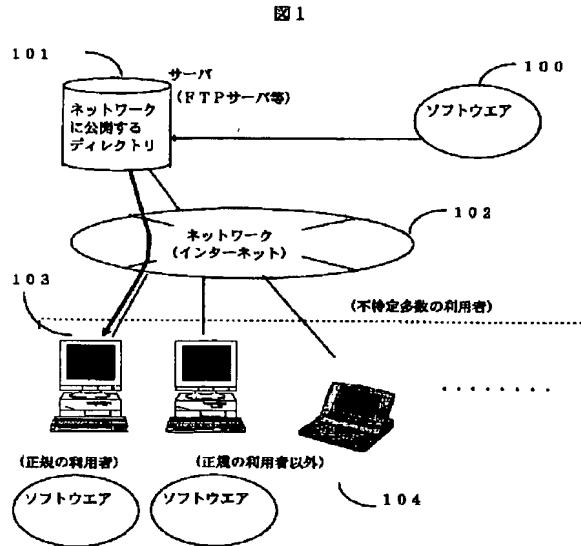 図1
101
サーバ
(FTPサーバ等)
100
ネットワーク
に公開する
ディレクトリ
ソフトウエア
102
ネットワーク
(インターネット)
103
(不特定多数の利用者)
(正規の利用者)
(正規の利用者以外)
104
ソフトウエア
ソフトウエア